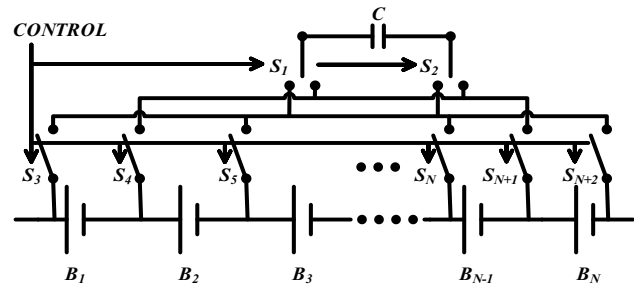 C
CONTROL
S1 S2
S3 S4 S5 SN SN+1 SN+2
B1 B2 B3 BN-1 BN